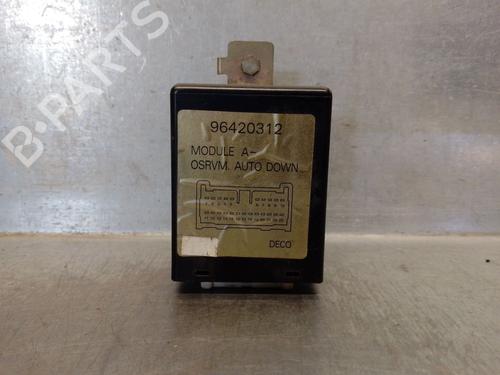 96420312
MODULE A-
OSRVM. AUTO DOWN
DECO
B-PARTS